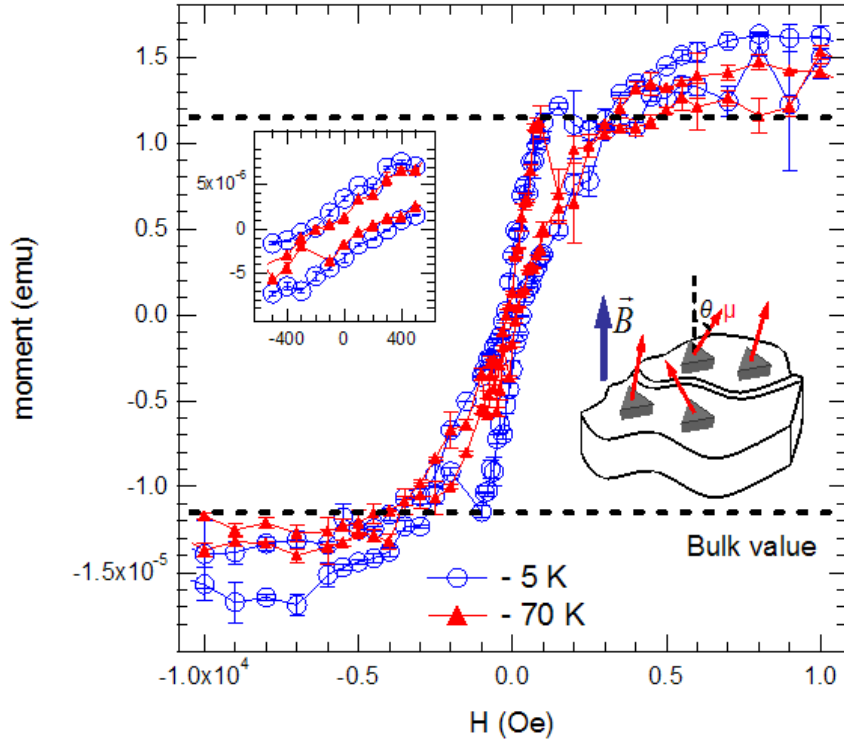 1.5
1.0
0.5
0.0
-0.5
-1.0
-1.5x10⁻⁵
moment (emu)
5x10⁻⁶
0
-5
-400
0
400
B
θ
μ
Bulk value
- 5 K
- 70 K
-1.0x10⁴
-0.5
0.0
0.5
1.0
H (Oe)